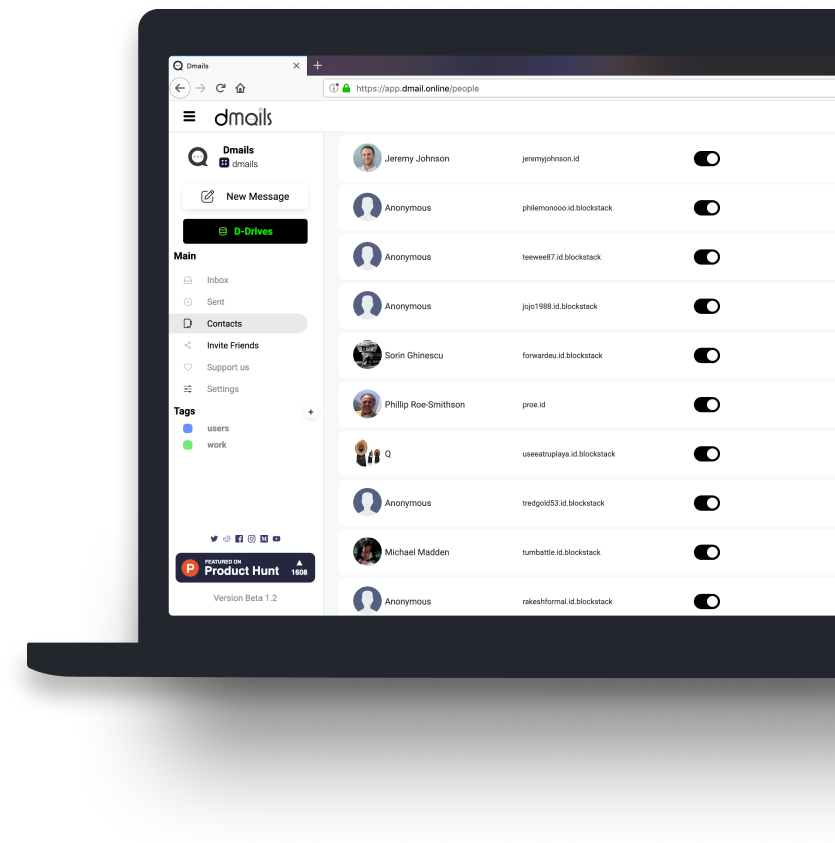 Dmails
https://app.dmail.online/people
dmails
Dmails
dmails
New Message
D-Drives
Main
Inbox
Sent
Contacts
Invite Friends
Support us
Settings
Tags
+
users
work
FEATURED ON
Product Hunt
1608
Version Beta 1.2
Jeremy Johnson jeremyjohnson.id
Anonymous philemonooo.id.blockstack
Anonymous teewee87.id.blockstack
Anonymous jojo1988.id.blockstack
Sorin Ghinescu forwardeu.id.blockstack
Phillip Roe-Smithson proe.id
Q useeatruplaya.id.blockstack
Anonymous tredgold53.id.blockstack
Michael Madden tumbattle.id.blockstack
Anonymous rakeshformal.id.blockstack